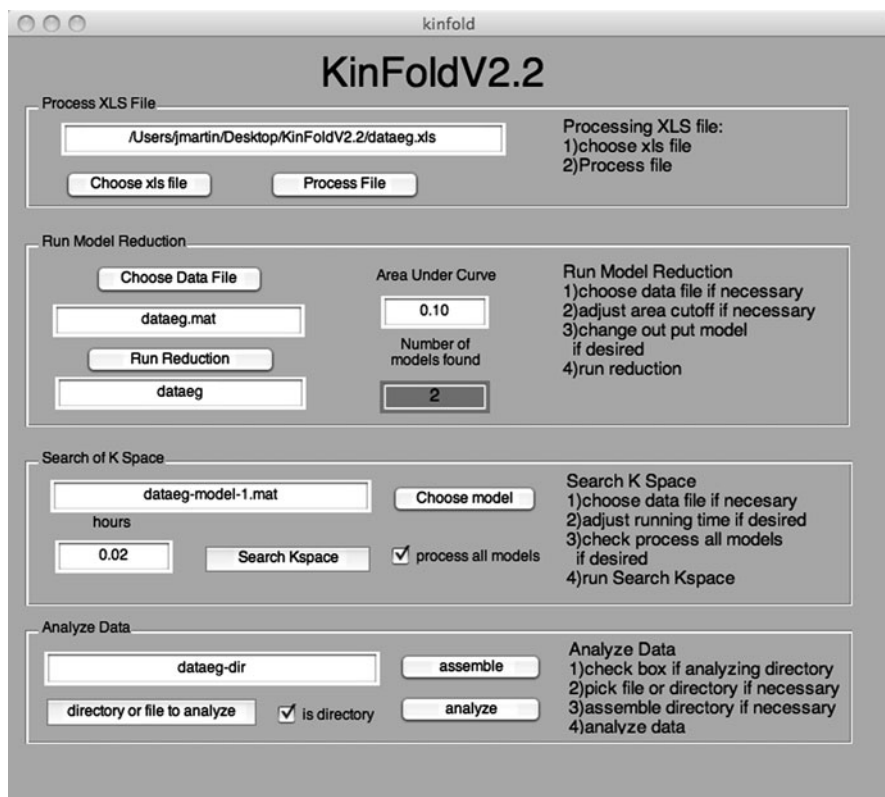 kinfold
KinFoldV2.2
Process XLS File
/Users/jmartin/Desktop/KinFoldV2.2/dataeg.xls
Choose xls file
Process File
Processing XLS file:
1)choose xls file
2)Process file
Run Model Reduction
Choose Data File
dataeg.mat
Run Reduction
dataeg
Area Under Curve
0.10
Number of
models found
2
Run Model Reduction
1)choose data file if necessary
2)adjust area cutoff if necessary
3)change out put model
if desired
4)run reduction
Search of K Space
dataeg-model-1.mat
Choose model
hours
0.02
Search Kspace
process all models
Search K Space
1)choose data file if necesary
2)adjust running time if desired
3)check process all models
if desired
4)run Search Kspace
Analyze Data
dataeg-dir
assemble
directory or file to analyze
is directory
analyze
Analyze Data
1)check box if analyzing directory
2)pick file or directory if necessary
3)assemble directory if necessary
4)analyze data